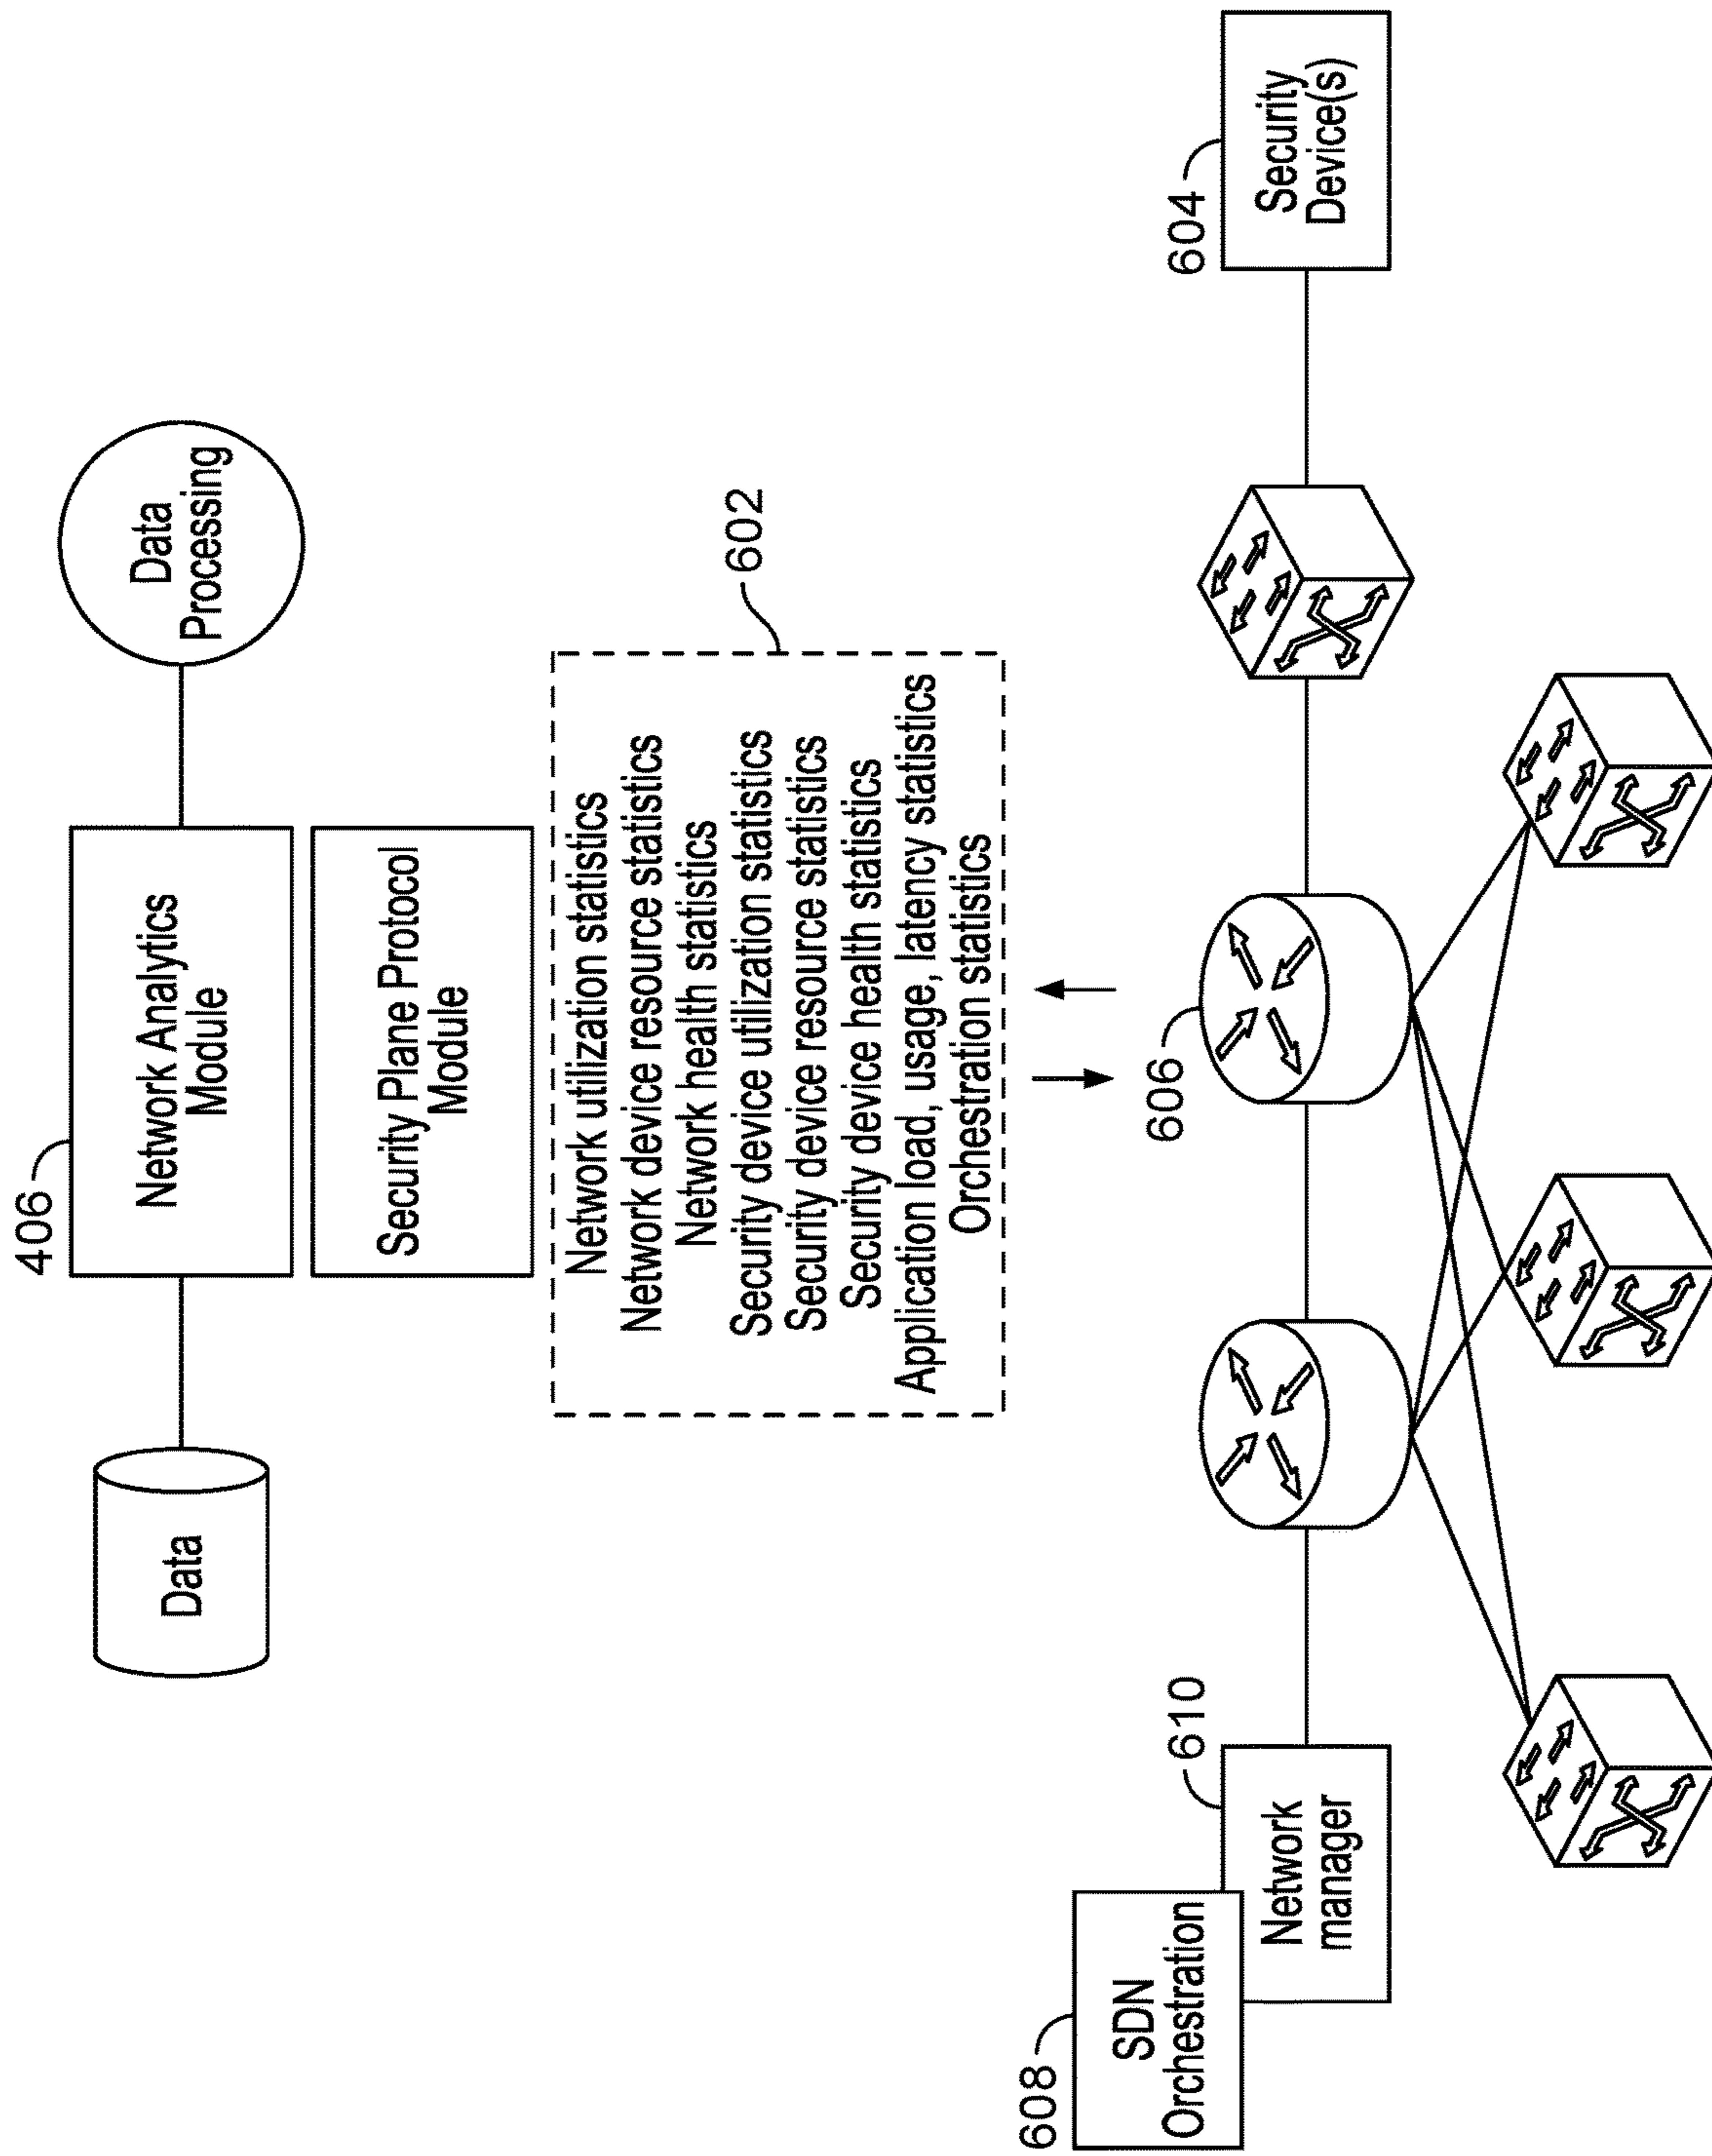 406
Data
Network Analytics
Module
Data
Processing
Security Plane Protocol
Module
602
Network utilization statistics
Network device resource statistics
Network health statistics
Security device utilization statistics
Security device resource statistics
Security device health statistics
Application load, usage, latency statistics
Orchestration statistics
608
SDN
Orchestration
610
Network
manager
606
604
Security
Device(s)